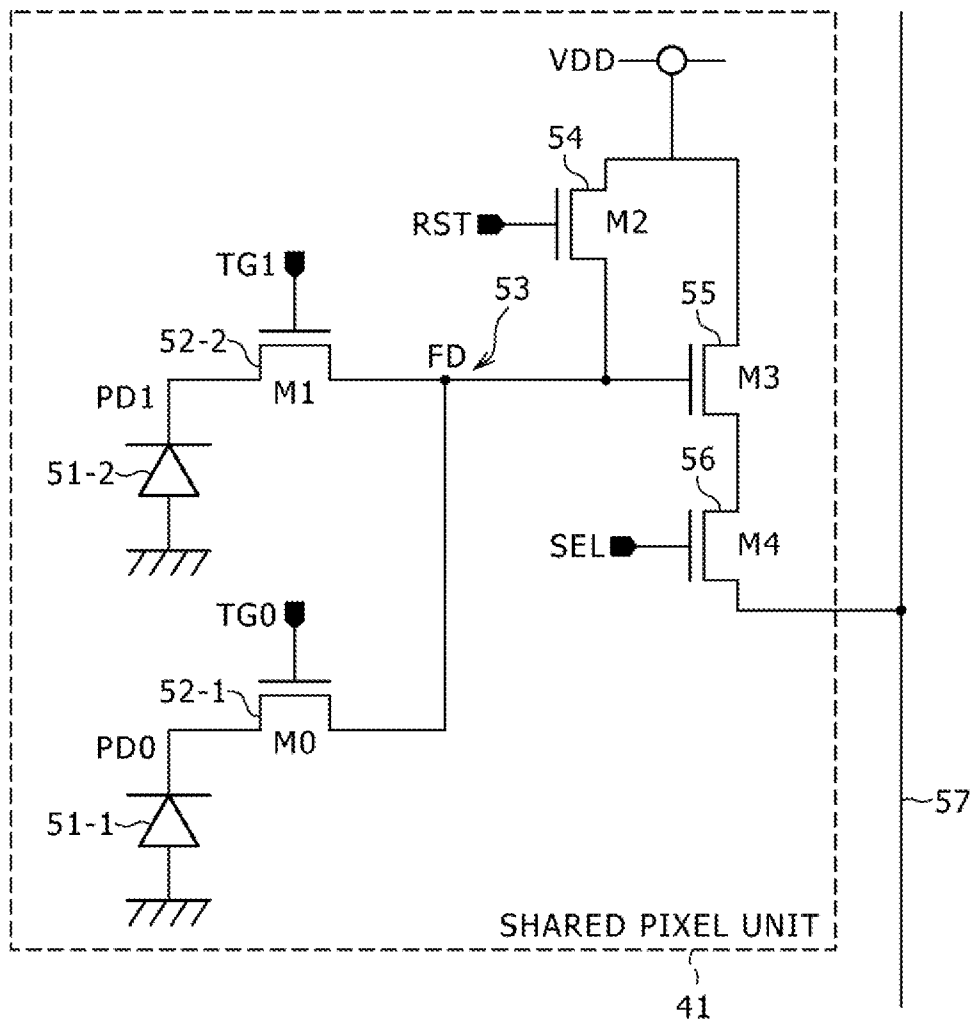 VDD
54
RST
M2
TG1
53
55
52-2
FD
M3
PD1
M1
51-2
56
SEL
M4
TG0
52-1
PD0
M0
57
51-1
SHARED PIXEL UNIT
41